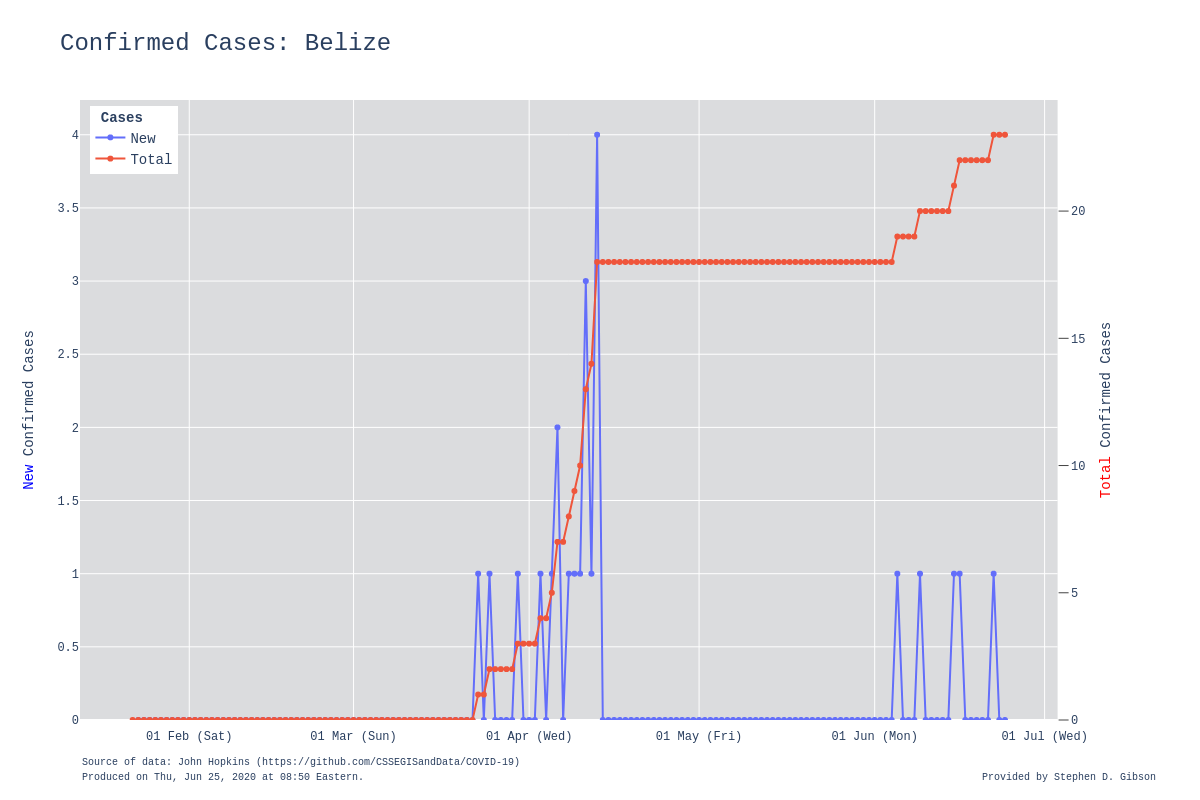 Confirmed Cases: Belize
Cases
New
Total
4
3.5
3
2.5
2
1.5
1
0.5
0
New Confirmed Cases
20
15
10
5
0
Total Confirmed Cases
01 Feb (Sat)
01 Mar (Sun)
01 Apr (Wed)
01 May (Fri)
01 Jun (Mon)
01 Jul (Wed)
Source of data: John Hopkins (https://github.com/CSSEGISandData/COVID-19)
Produced on Thu, Jun 25, 2020 at 08:50 Eastern.
Provided by Stephen D. Gibson